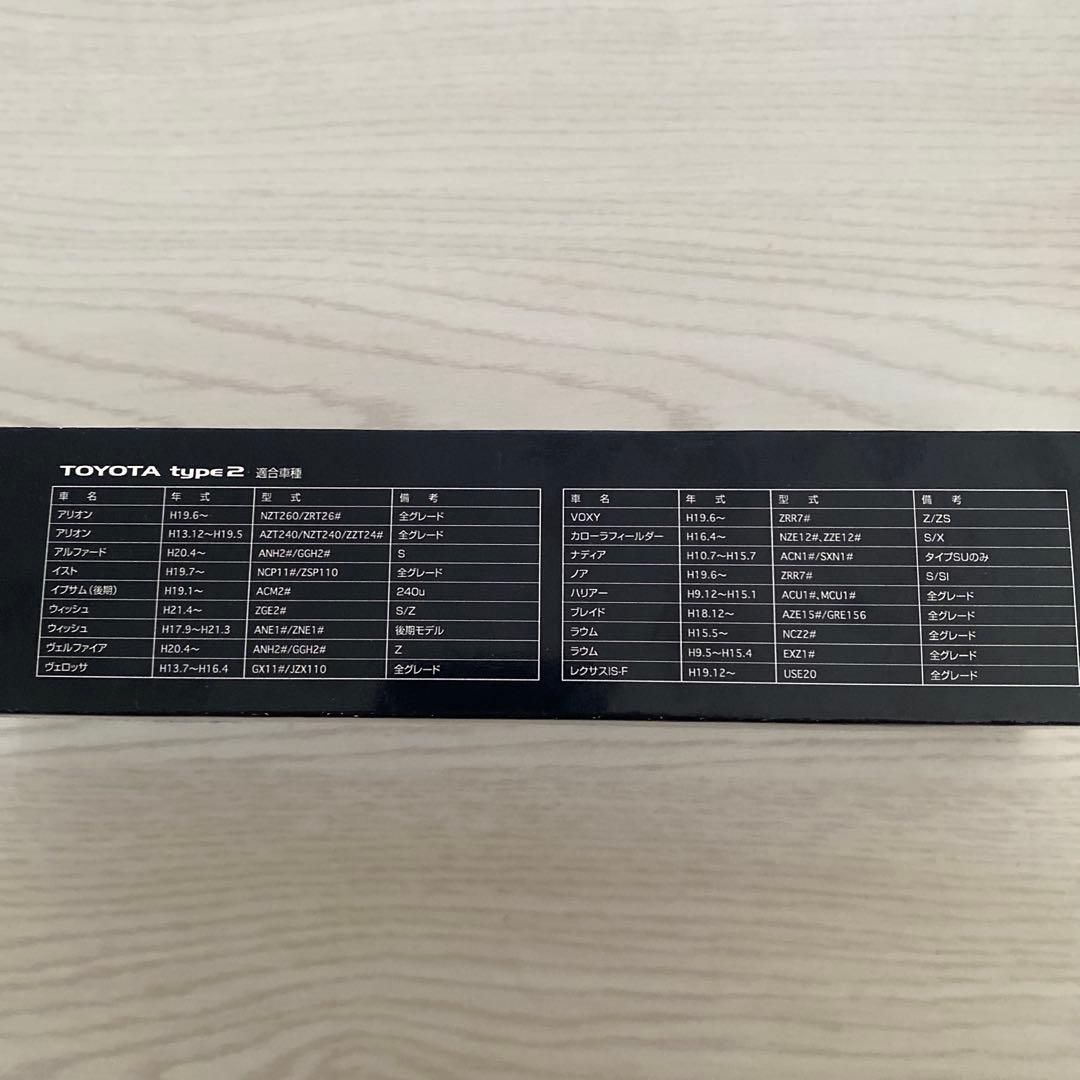 TOYOTA type2 適合車種
車 名 年 式 型 式 備 考
アリオン H19.6～ NZT260/ZRT26# 全グレード
アリオン H13.12～H19.5 AZT240/NZT240/ZZT24# 全グレード
アルファード H20.4～ ANH2#/GGH2# S
イスト H19.7～ NCP11#/ZSP110 全グレード
イプサム(後期) H19.1～ ACM2# 240u
ウィッシュ H21.4～ ZGE2# S/Z
ウィッシュ H17.9～H21.3 ANE1#/ZNE1# 後期モデル
ヴェルファイア H20.4～ ANH2#/GGH2# Z
ヴェロッサ H13.7～H16.4 GX11#/JZX110 全グレード
車 名 年 式 型 式 備 考
VOXY H19.6～ ZRR7# Z/ZS
カローラフィールダー H16.4～ NZE12#、ZZE12# S/X
ナディア H10.7～H15.7 ACN1#/SXN1# タイプSUのみ
ノア H19.6～ ZRR7# S/SI
ハリアー H9.12～H15.1 ACU1#、MCU1# 全グレード
ブレイド H18.12～ AZE15#/GRE156 全グレード
ラウム H15.5～ NCZ2# 全グレード
ラウム H9.5～H15.4 EXZ1# 全グレード
レクサスIS-F H19.12～ USE20 全グレード